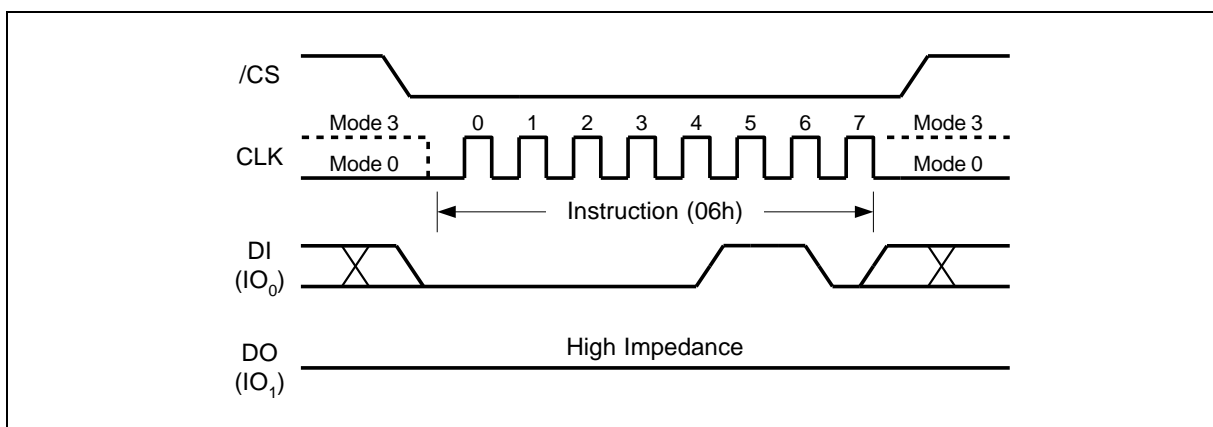 /CS
Mode 3 0 1 2 3 4 5 6 7 Mode 3
CLK
Mode 0 Mode 0
Instruction (06h)
DI
(IO0)
High Impedance
DO
(IO1)